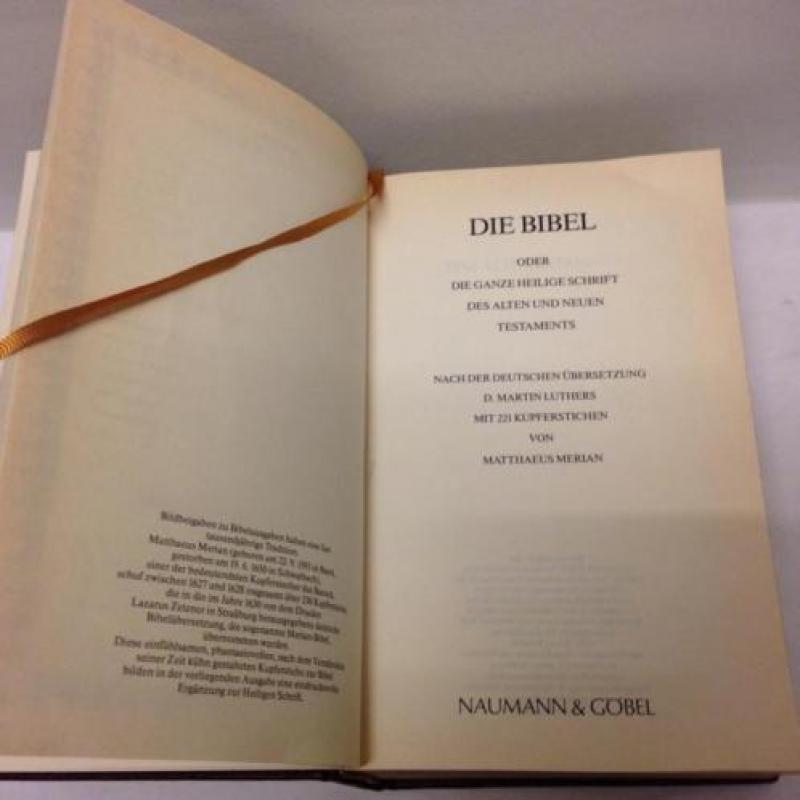 Bildbeigaben zu Bibelausgaben haben eine fast
tausendjährige Tradition.
Matthaeus Merian (geboren am 22. 9. 1593 in Basel,
gestorben am 19. 6. 1650 in Schwalbach),
einer der bedeutendsten Kupferstecher des Barock,
schuf zwischen 1627 und 1628 insgesamt über 230 Kupferstiche,
die in die im Jahre 1630 von dem Drucker
Lazarus Zetzner in Straßburg herausgegebene deutsche
Bibelübersetzung, die sogenannte Merian-Bibel,
übernommen wurden.
Diese einfühlsamen, phantasievollen, nach dem Verständnis
seiner Zeit kühn gestalteten Kupferstiche zur Bibel
bilden in der vorliegenden Ausgabe eine eindrucksvolle
Ergänzung zur Heiligen Schrift.
DIE BIBEL
ODER
DIE GANZE HEILIGE SCHRIFT
DES ALTEN UND NEUEN
TESTAMENTS
NACH DER DEUTSCHEN ÜBERSETZUNG
D. MARTIN LUTHERS
MIT 221 KUPFERSTICHEN
VON
MATTHAEUS MERIAN
NAUMANN & GÖBEL